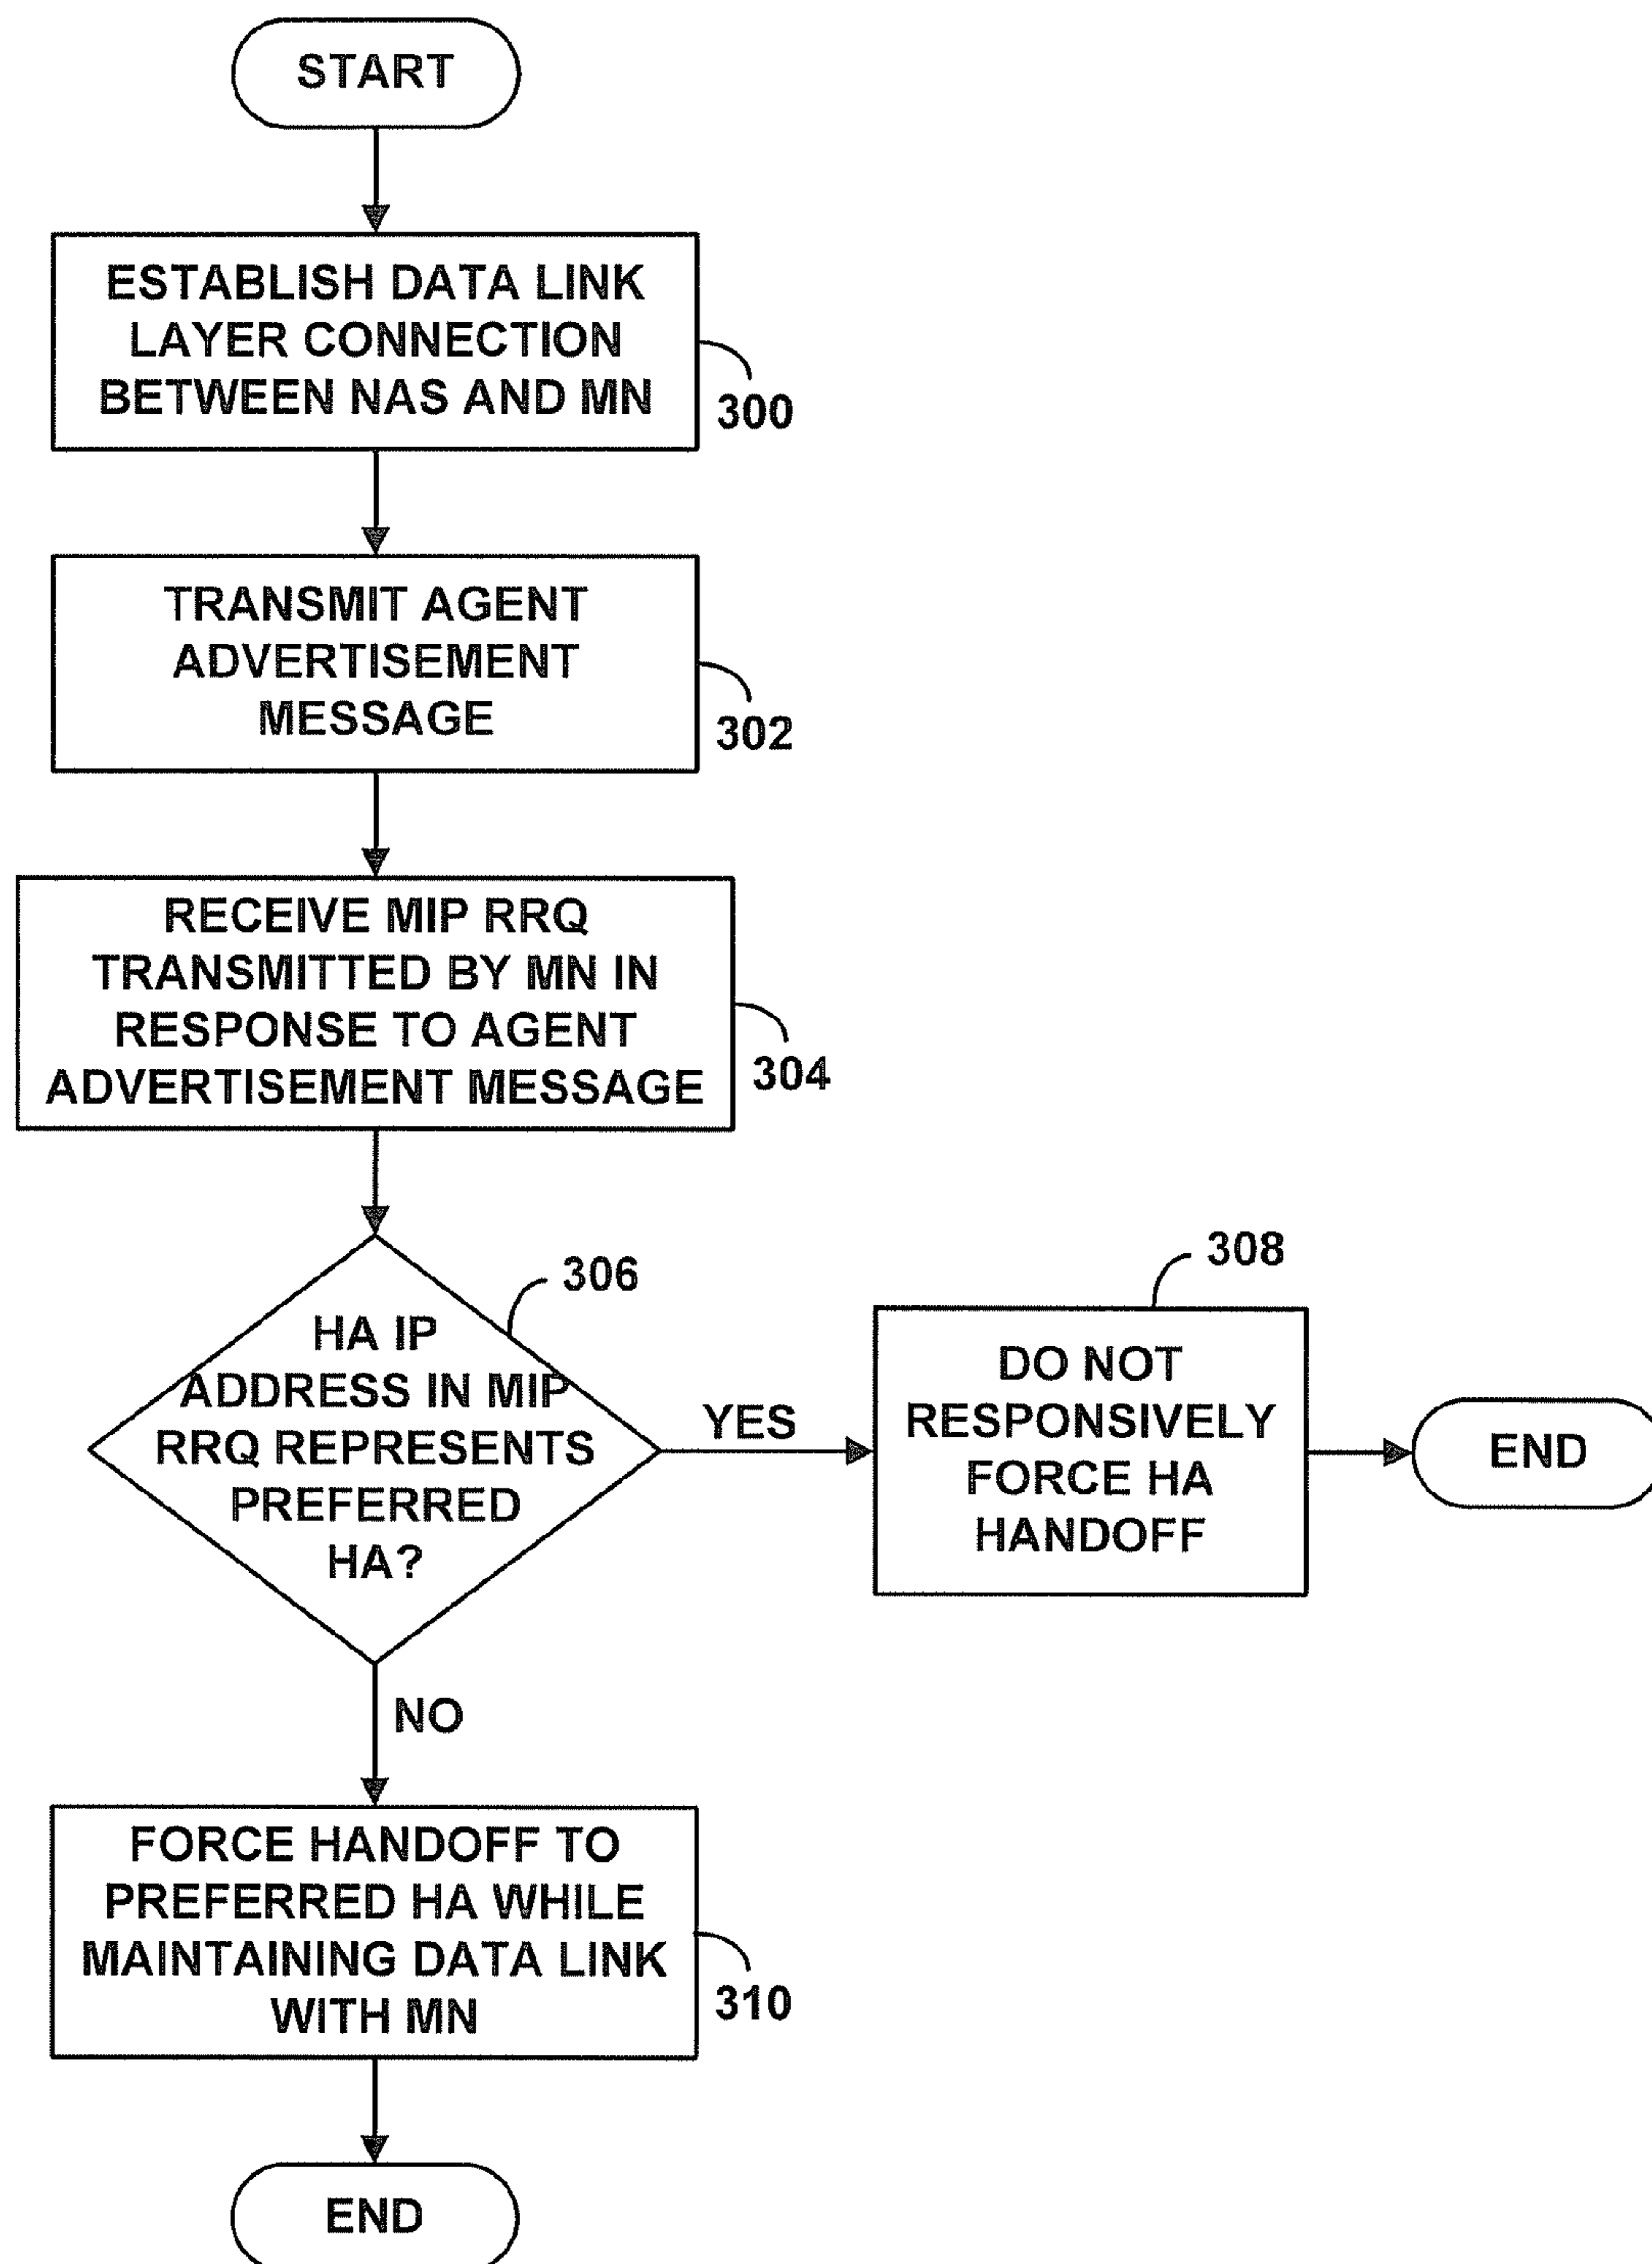 START
ESTABLISH DATA LINK
LAYER CONNECTION
BETWEEN NAS AND MN
300
TRANSMIT AGENT
ADVERTISEMENT
MESSAGE
302
RECEIVE MIP RRQ
TRANSMITTED BY MN IN
RESPONSE TO AGENT
ADVERTISEMENT MESSAGE
304
306
HA IP
ADDRESS IN MIP
RRQ REPRESENTS
PREFERRED
HA?
YES
308
DO NOT
RESPONSIVELY
FORCE HA
HANDOFF
END
NO
FORCE HANDOFF TO
PREFERRED HA WHILE
MAINTAINING DATA LINK
WITH MN
310
END